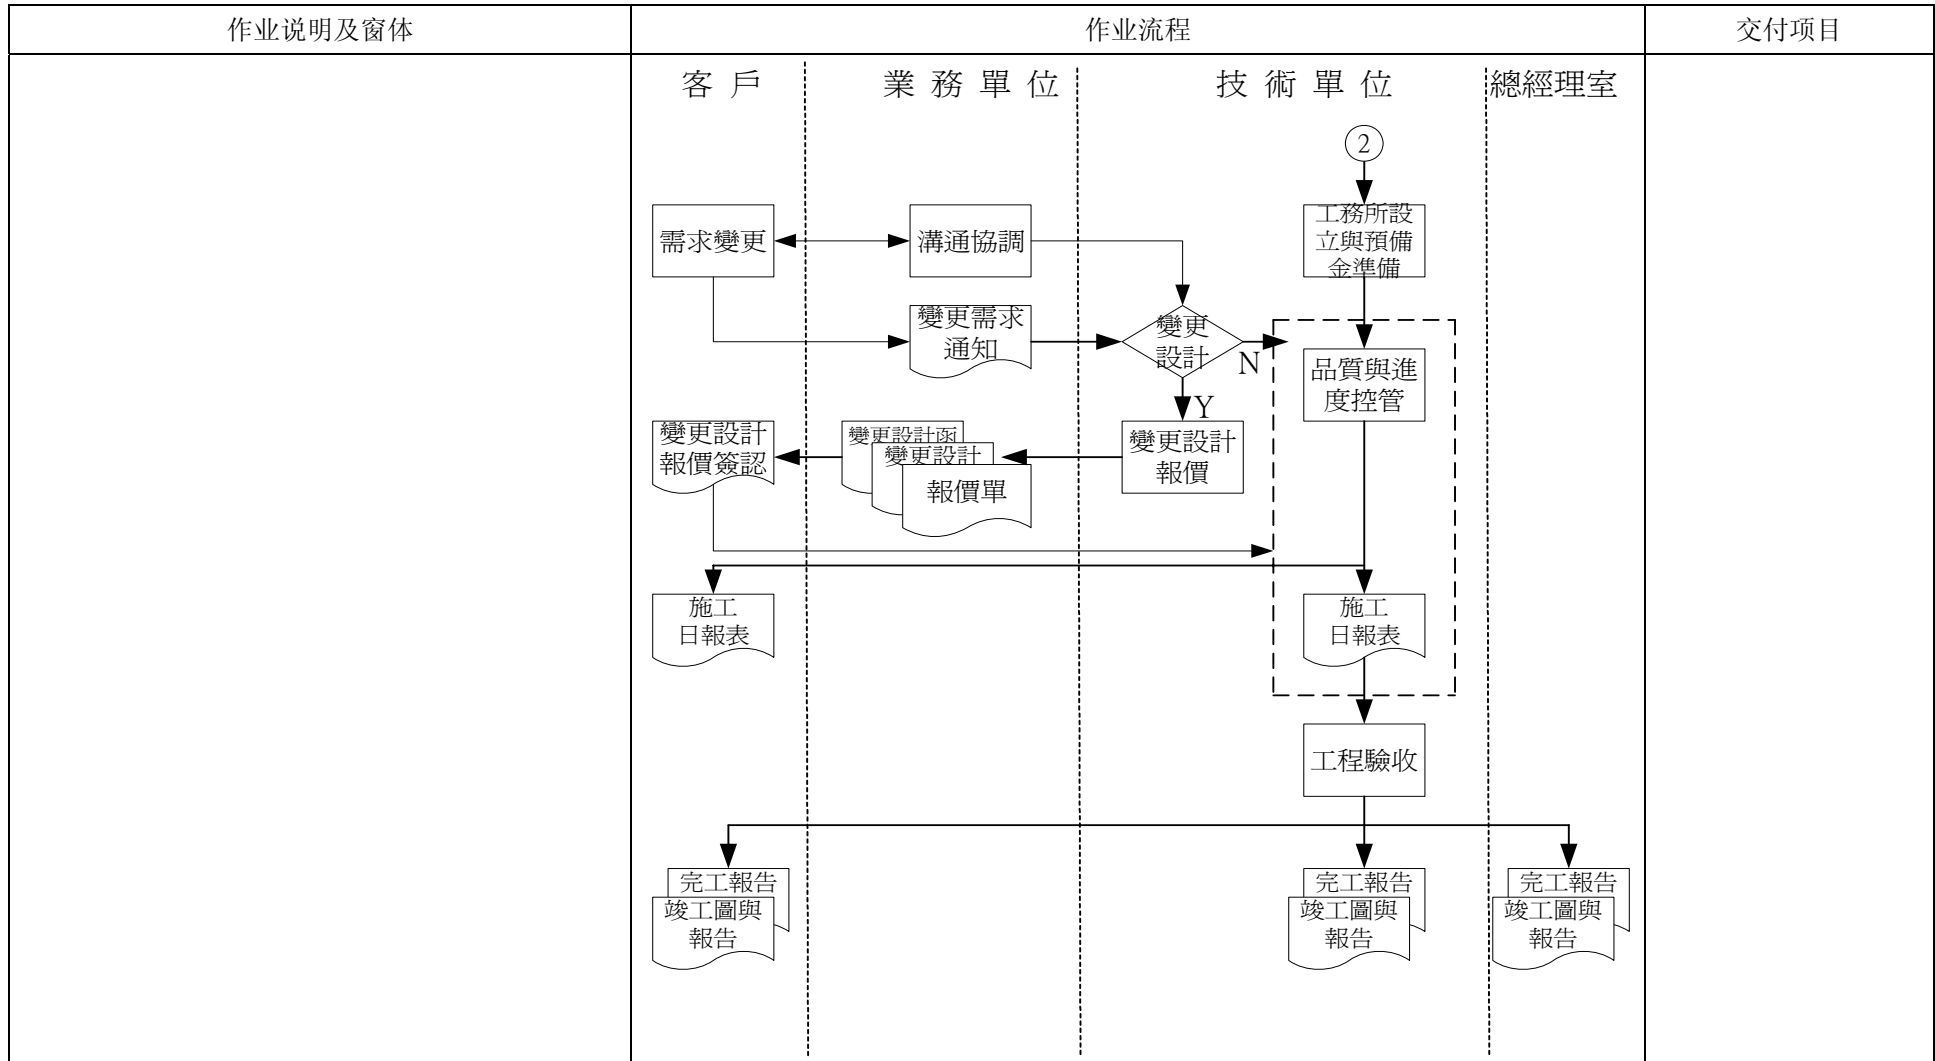 作业说明及窗体
作业流程
交付项目
客 戶
業 務 單 位
技 術 單 位
總經理室
2
需求變更
溝通協調
工務所設
立與預備
金準備
變更需求
通知
變更
設計
N
Y
品質與進
度控管
變更設計
報價簽認
變更設計函
變更設計
報價單
變更設計
報價
施工
日報表
施工
日報表
工程驗收
完工報告
竣工圖與
報告
完工報告
竣工圖與
報告
完工報告
竣工圖與
報告